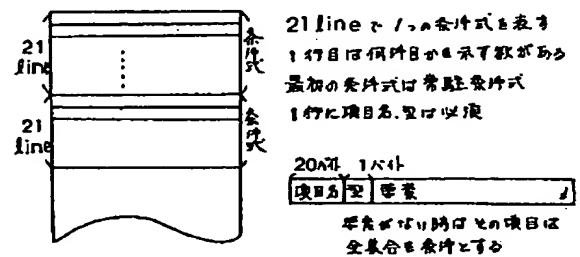 21 line
条件式
21 line
条件式
21 line で 1つの条件式を表す
1行目は何件目かを示す数がある
最初の条件式は常駐条件式
1行に項目名、型は必須
20バイト 1バイト
項目名 型 要素
要素がない時はその項目は
全集合を条件とする